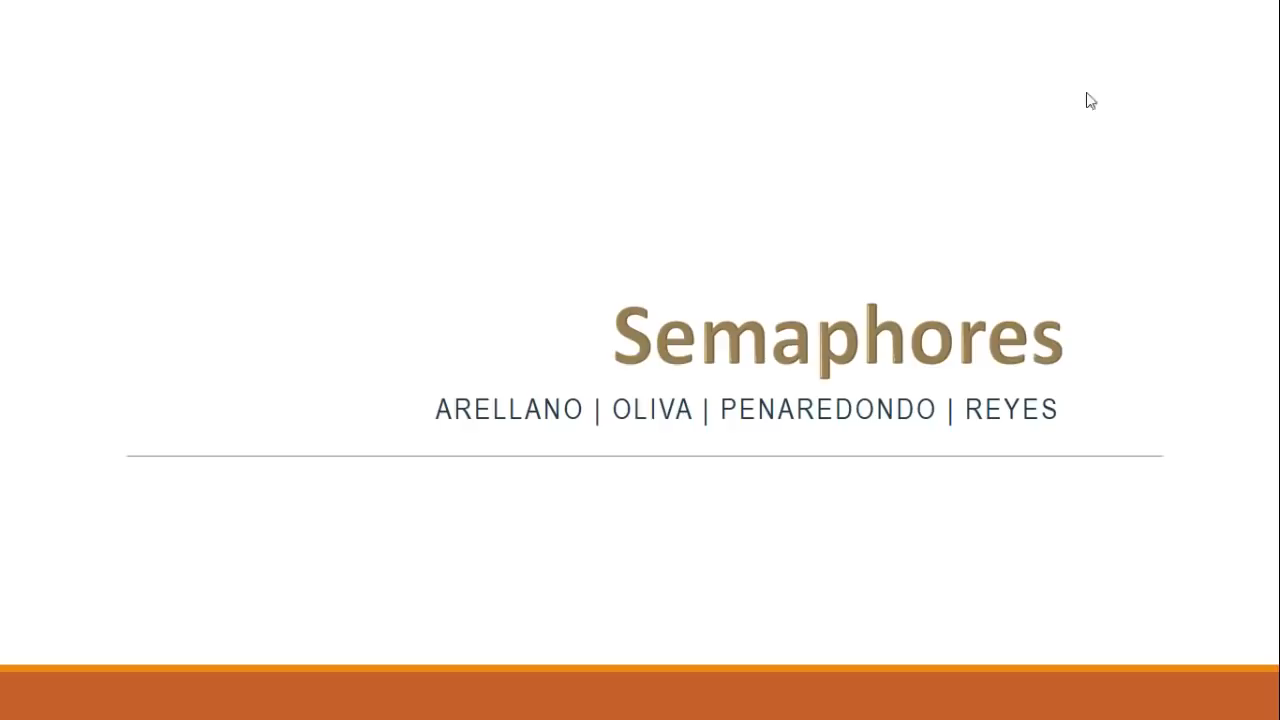 Semaphores
ARELLANO | OLIVA | PENAREDONDO | REYES